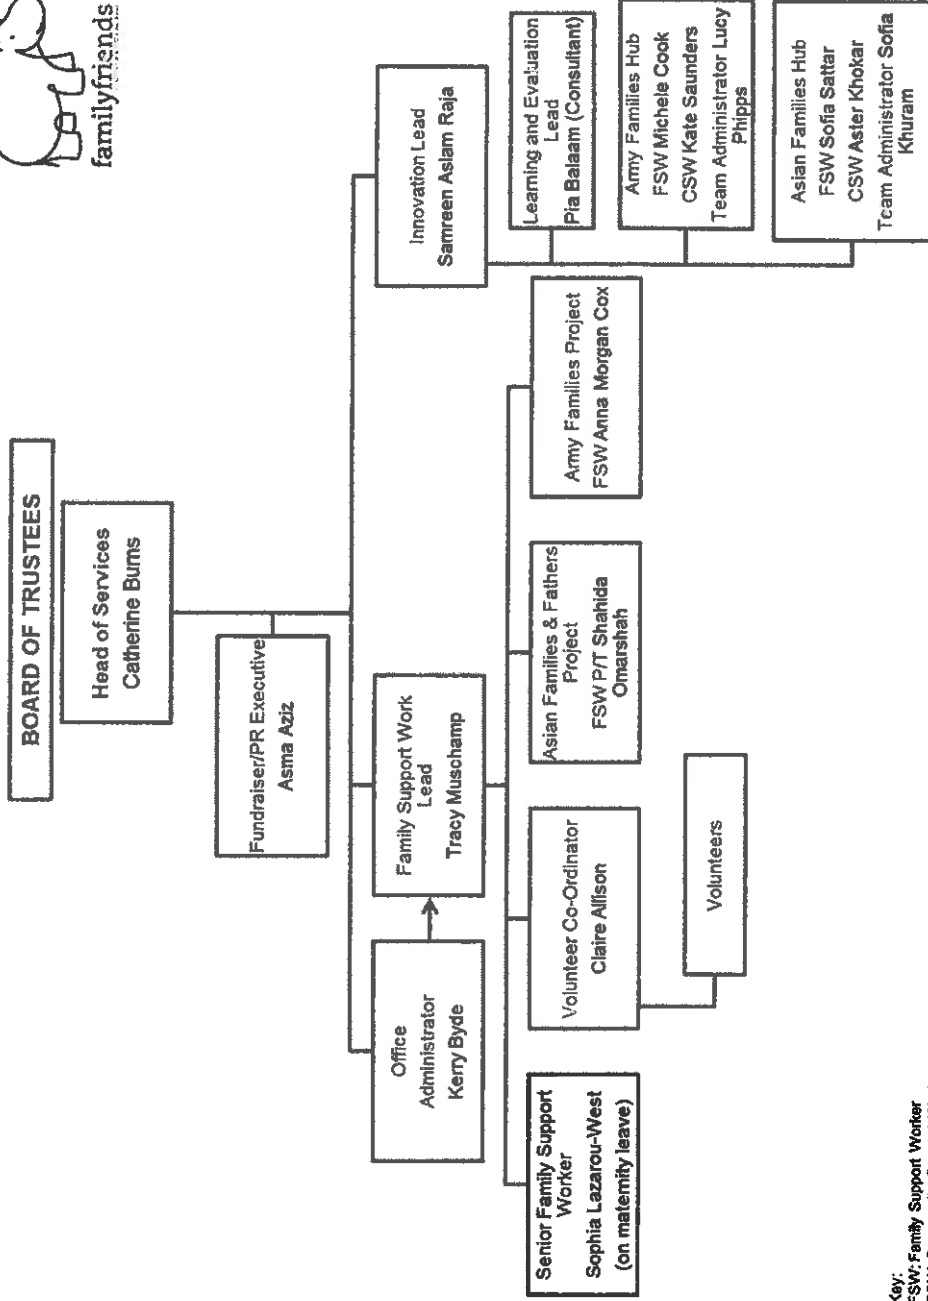 familyfriends
BOARD OF TRUSTEES
Head of Services
Catherine Burns
Fundraiser/PR Executive
Asma Aziz
Office
Administrator
Kerry Byde
Family Support Work
Lead
Tracy Muschamp
Innovation Lead
Samreen Aslam Raja
Senior Family Support
Worker
Sophia Lazarou-West
(on maternity leave)
Volunteer Co-Ordinator
Claire Allison
Volunteers
Asian Families & Fathers
Project
FSW P/T Shahida
Omarshah
Army Families Project
FSW Anna Morgan Cox
Learning and Evaluation
Lead
Pia Balaam (Consultant)
Army Families Hub
FSW Michele Cook
CSW Kate Saunders
Team Administrator Lucy
Phipps
Asian Families Hub
FSW Sofia Sattar
CSW Aster Khokar
Team Administrator Sofia
Khuram
Key:
FSW: Family Support Worker